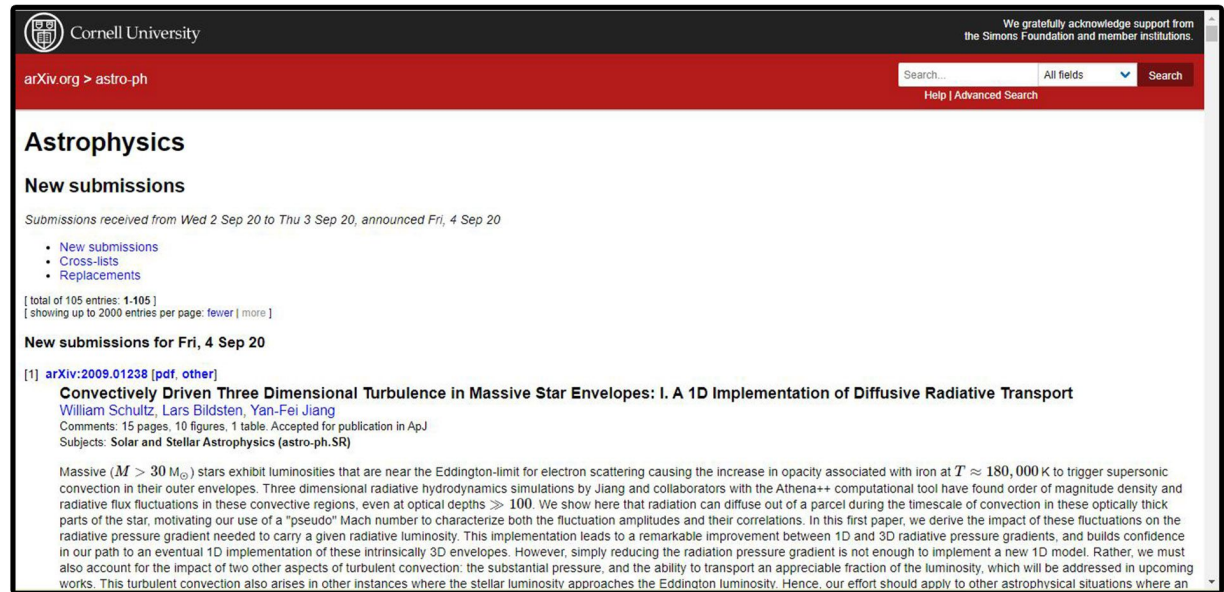 Cornell University
We gratefully acknowledge support from
the Simons Foundation and member institutions.
arXiv.org > astro-ph
Search...
All fields
Search
Help | Advanced Search
Astrophysics
New submissions
Submissions received from Wed 2 Sep 20 to Thu 3 Sep 20, announced Fri, 4 Sep 20
• New submissions
• Cross-lists
• Replacements
[ total of 105 entries: 1-105 ]
[ showing up to 2000 entries per page: fewer | more ]
New submissions for Fri, 4 Sep 20
[1] arXiv:2009.01238 [pdf, other]
Convectively Driven Three Dimensional Turbulence in Massive Star Envelopes: I. A 1D Implementation of Diffusive Radiative Transport
William Schultz, Lars Bildsten, Yan-Fei Jiang
Comments: 15 pages, 10 figures, 1 table. Accepted for publication in ApJ
Subjects: Solar and Stellar Astrophysics (astro-ph.SR)
Massive (M > 30 M⊙) stars exhibit luminosities that are near the Eddington-limit for electron scattering causing the increase in opacity associated with iron at T ≈ 180,000 K to trigger supersonic
convection in their outer envelopes. Three dimensional radiative hydrodynamics simulations by Jiang and collaborators with the Athena++ computational tool have found order of magnitude density and
radiative flux fluctuations in these convective regions, even at optical depths ≫ 100. We show here that radiation can diffuse out of a parcel during the timescale of convection in these optically thick
parts of the star, motivating our use of a "pseudo" Mach number to characterize both the fluctuation amplitudes and their correlations. In this first paper, we derive the impact of these fluctuations on the
radiative pressure gradient needed to carry a given radiative luminosity. This implementation leads to a remarkable improvement between 1D and 3D radiative pressure gradients, and builds confidence
in our path to an eventual 1D implementation of these intrinsically 3D envelopes. However, simply reducing the radiation pressure gradient is not enough to implement a new 1D model. Rather, we must
also account for the impact of two other aspects of turbulent convection: the substantial pressure, and the ability to transport an appreciable fraction of the luminosity, which will be addressed in upcoming
works. This turbulent convection also arises in other instances where the stellar luminosity approaches the Eddington luminosity. Hence, our effort should apply to other astrophysical situations where an